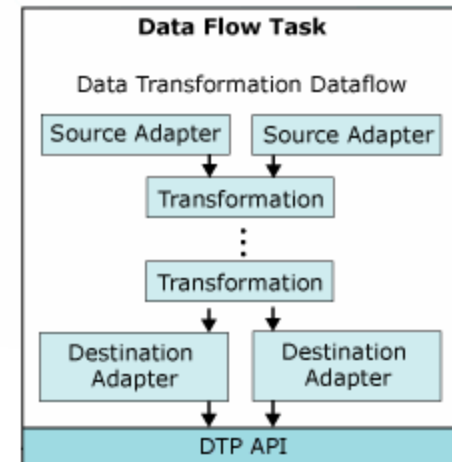 Data Flow Task
Data Transformation Dataflow
Source Adapter
Source Adapter
Transformation
Transformation
Destination
Adapter
Destination
Adapter
DTP API